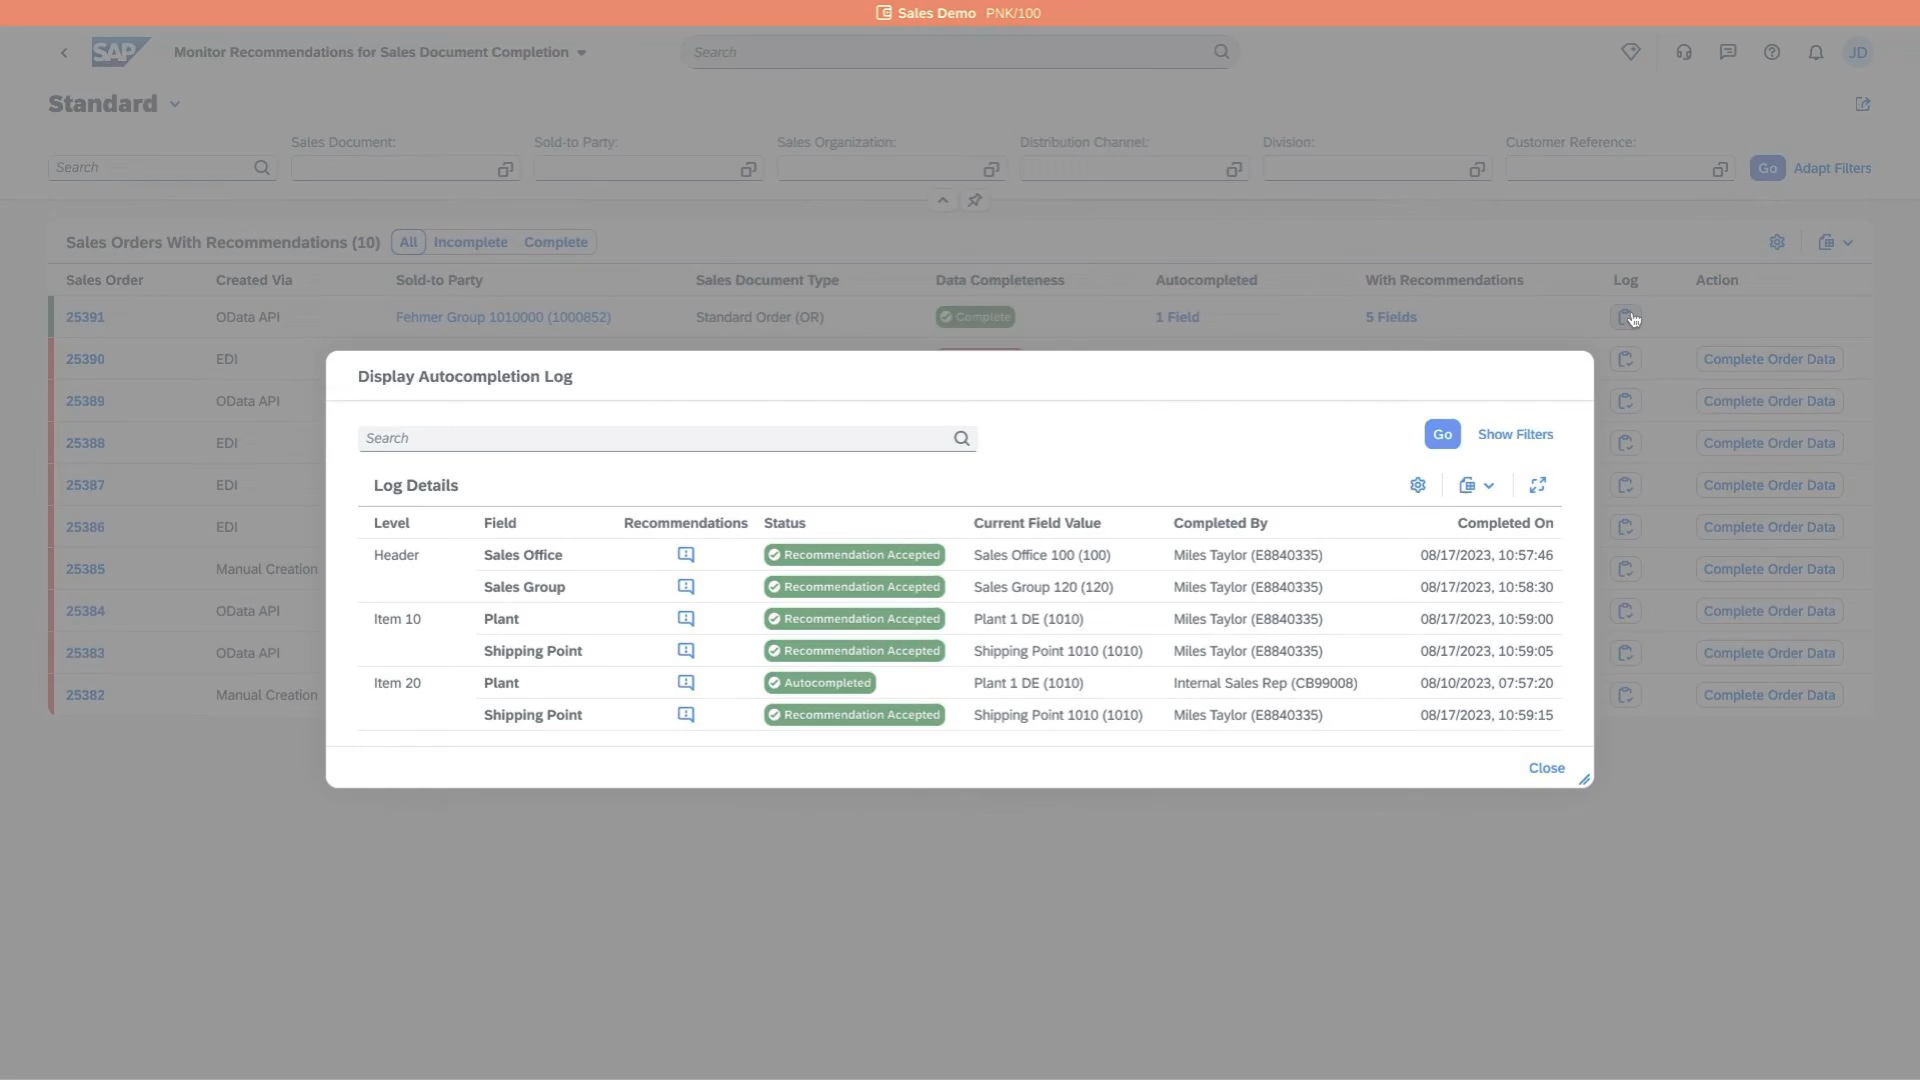 Sales Demo PNK/100
SAP Monitor Recommendations for Sales Document Completion Search JD
Standard
Sales Document: Sold-to Party: Sales Organization: Distribution Channel: Division: Customer Reference:
Search Go Adapt Filters
Sales Orders With Recommendations (10) All Incomplete Complete
Sales Order Created Via Sold-to Party Sales Document Type Data Completeness Autocompleted With Recommendations Log Action
25391 OData API Fehmer Group 1010000 (1000852) Standard Order (OR) Complete 1 Field 5 Fields
25390 EDI Complete Order Data
25389 OData API Complete Order Data
25388 EDI Complete Order Data
25387 EDI Complete Order Data
25386 EDI Complete Order Data
25385 Manual Creation Complete Order Data
25384 OData API Complete Order Data
25383 OData API Complete Order Data
25382 Manual Creation Complete Order Data
Display Autocompletion Log
Search Go Show Filters
Log Details
Level Field Recommendations Status Current Field Value Completed By Completed On
Header Sales Office Recommendation Accepted Sales Office 100 (100) Miles Taylor (E8840335) 08/17/2023, 10:57:46
Sales Group Recommendation Accepted Sales Group 120 (120) Miles Taylor (E8840335) 08/17/2023, 10:58:30
Item 10 Plant Recommendation Accepted Plant 1 DE (1010) Miles Taylor (E8840335) 08/17/2023, 10:59:00
Shipping Point Recommendation Accepted Shipping Point 1010 (1010) Miles Taylor (E8840335) 08/17/2023, 10:59:05
Item 20 Plant Autocompleted Plant 1 DE (1010) Internal Sales Rep (CB99008) 08/10/2023, 07:57:20
Shipping Point Recommendation Accepted Shipping Point 1010 (1010) Miles Taylor (E8840335) 08/17/2023, 10:59:15
Close